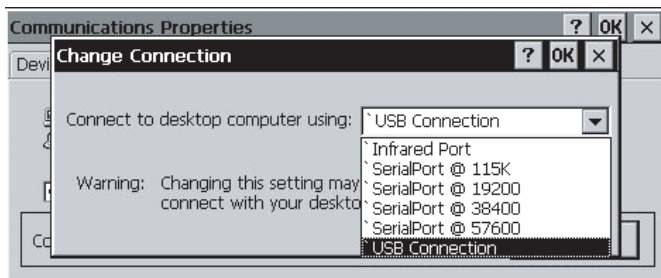 Communications Properties ? OK ×
Devi
Change Connection ? OK ×
Connect to desktop computer using: `USB Connection
`Infrared Port
`SerialPort @ 115K
`SerialPort @ 19200
`SerialPort @ 38400
`SerialPort @ 57600
`USB Connection
Warning: Changing this setting may
connect with your deskto
Co